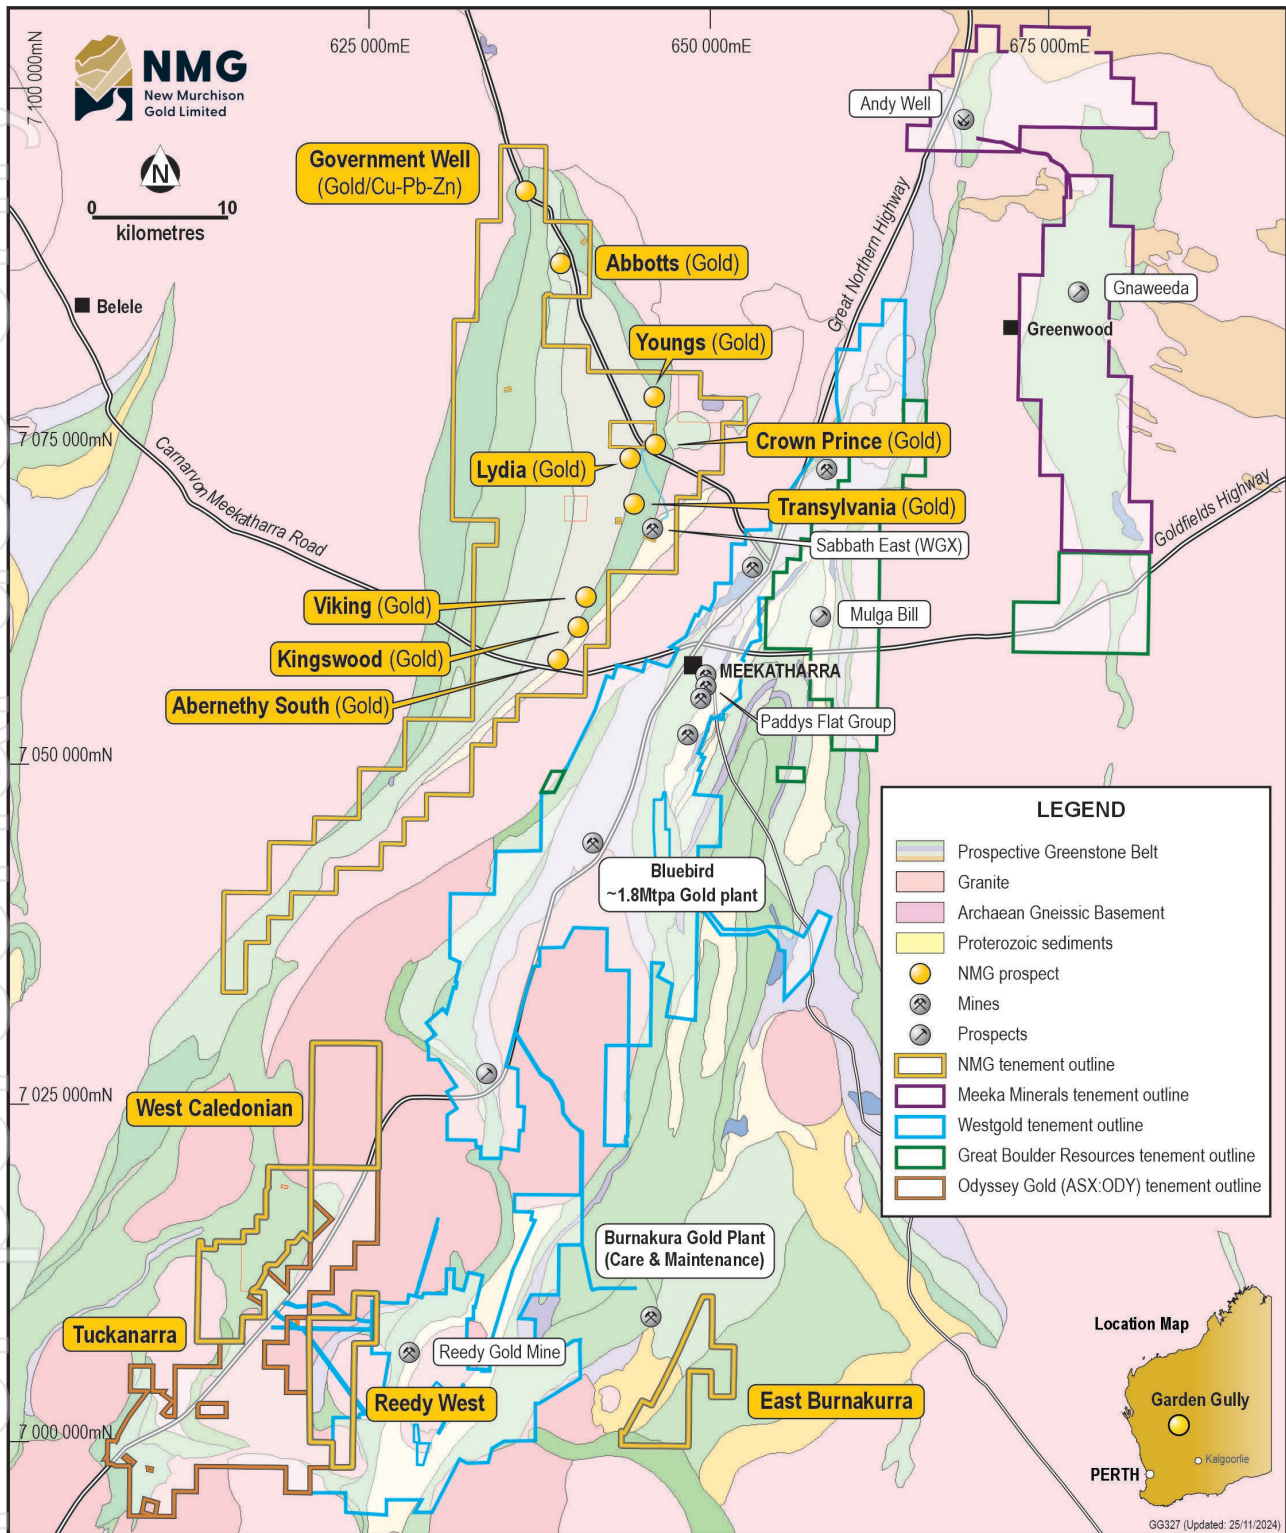 625 000mE
650 000mE
675 000mE
7 100 000mN
NMG
New Murchison
Gold Limited
N
0 10
kilometres
Government Well
(Gold/Cu-Pb-Zn)
Andy Well
Great Northern Highway
Abbotts (Gold)
Gnaweeda
Belele
Greenwood
Youngs (Gold)
7 075 000mN
Crown Prince (Gold)
Carnarvon Meekatharra Road
Lydia (Gold)
Goldfields Highway
Transylvania (Gold)
Sabbath East (WGX)
Viking (Gold)
Mulga Bill
Kingswood (Gold)
MEEKATHARRA
Abernethy South (Gold)
Paddys Flat Group
7 050 000mN
LEGEND
Prospective Greenstone Belt
Granite
Archaean Gneissic Basement
Proterozoic sediments
NMG prospect
Mines
Prospects
NMG tenement outline
Meeka Minerals tenement outline
Westgold tenement outline
Great Boulder Resources tenement outline
Odyssey Gold (ASX:ODY) tenement outline
Bluebird
~1.8Mtpa Gold plant
7 025 000mN
West Caledonian
Burnakura Gold Plant
(Care & Maintenance)
Tuckanarra
Reedy Gold Mine
Reedy West
East Burnakurra
7 000 000mN
Location Map
Garden Gully
Kalgoorlie
PERTH
GG327 (Updated: 25/11/2024)